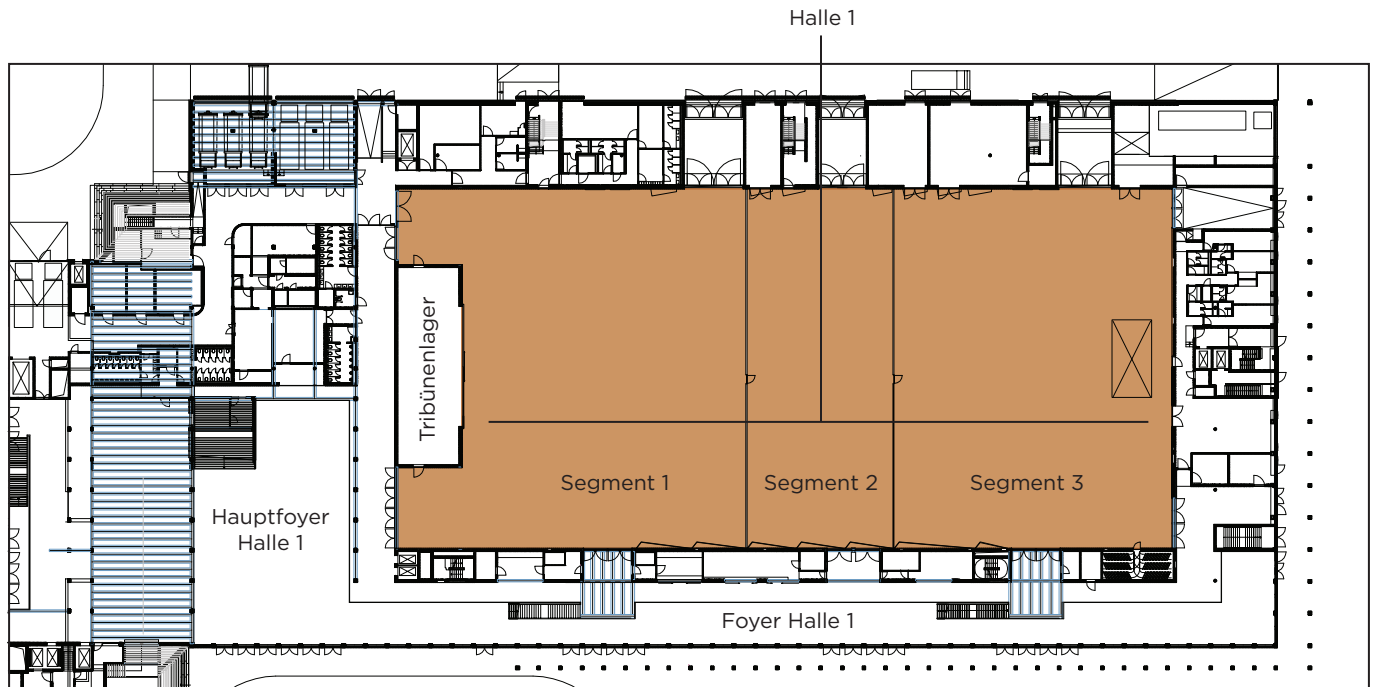 Halle 1
Tribünenlager
Segment 1
Segment 2
Segment 3
Hauptfoyer
Halle 1
Foyer Halle 1